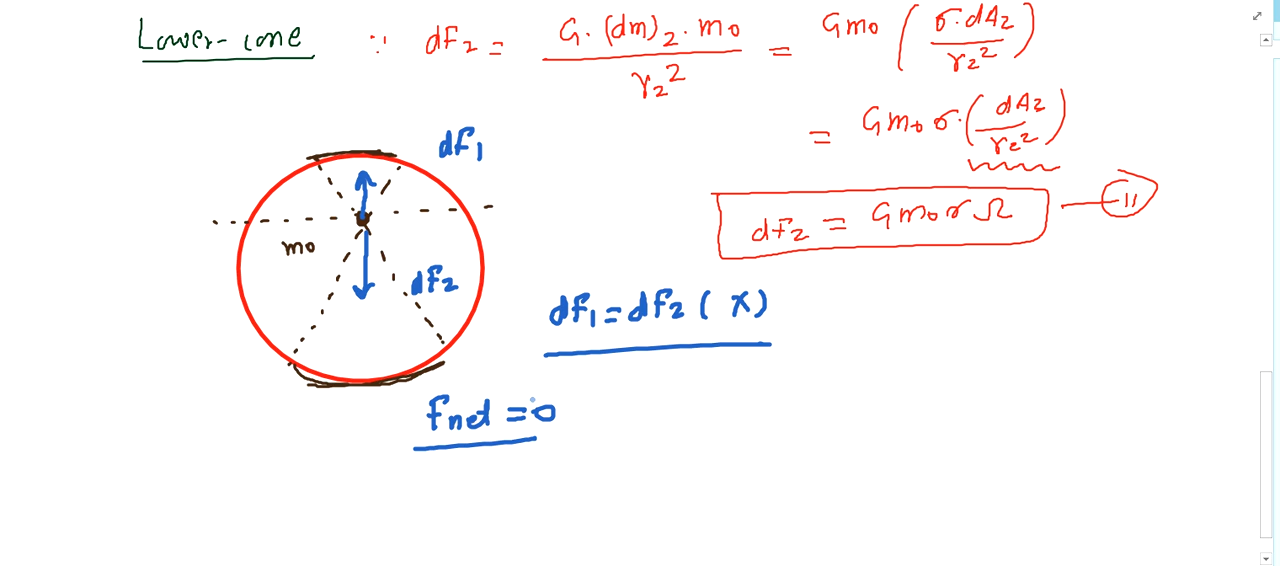 Lower-cone ∵ dF₂ = G.(dm)₂.m₀ / r₂² = Gm₀ (σ.dA₂ / r₂²)
= Gm₀σ.(dA₂ / r₂²)
dF₂ = Gm₀σΩ — II
dF₁
m₀
dF₂
dF₁ = dF₂ (x)
Fnet = 0